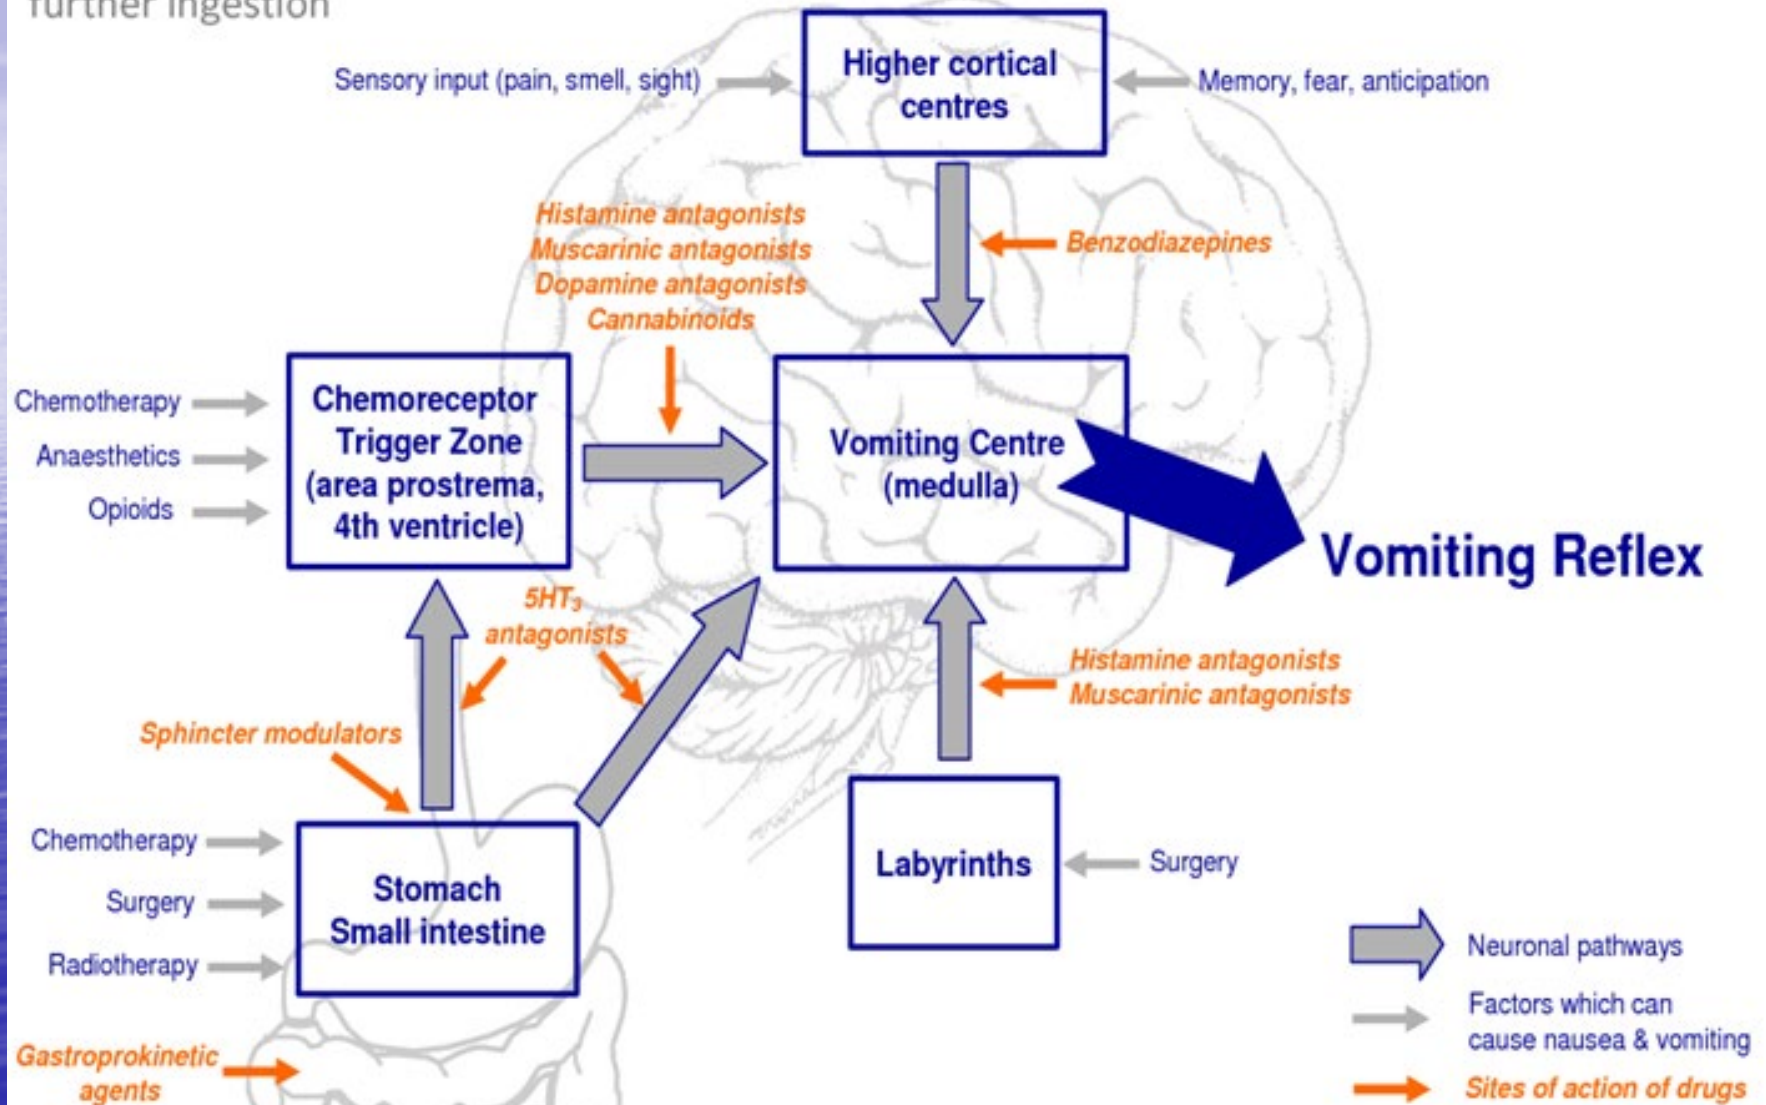 further ingestion
Higher cortical
centres
Sensory input (pain, smell, sight)
Memory, fear, anticipation
Histamine antagonists
Muscarinic antagonists
Dopamine antagonists
Cannabinoids
Benzodiazepines
Chemotherapy
Anaesthetics
Opioids
Chemoreceptor
Trigger Zone
(area prostrema,
4th ventricle)
Vomiting Centre
(medulla)
Vomiting Reflex
5HT₃
antagonists
Histamine antagonists
Muscarinic antagonists
Sphincter modulators
Chemotherapy
Surgery
Radiotherapy
Stomach
Small intestine
Labyrinths
Surgery
Gastroprokinetic
agents
Neuronal pathways
Factors which can
cause nausea & vomiting
Sites of action of drugs